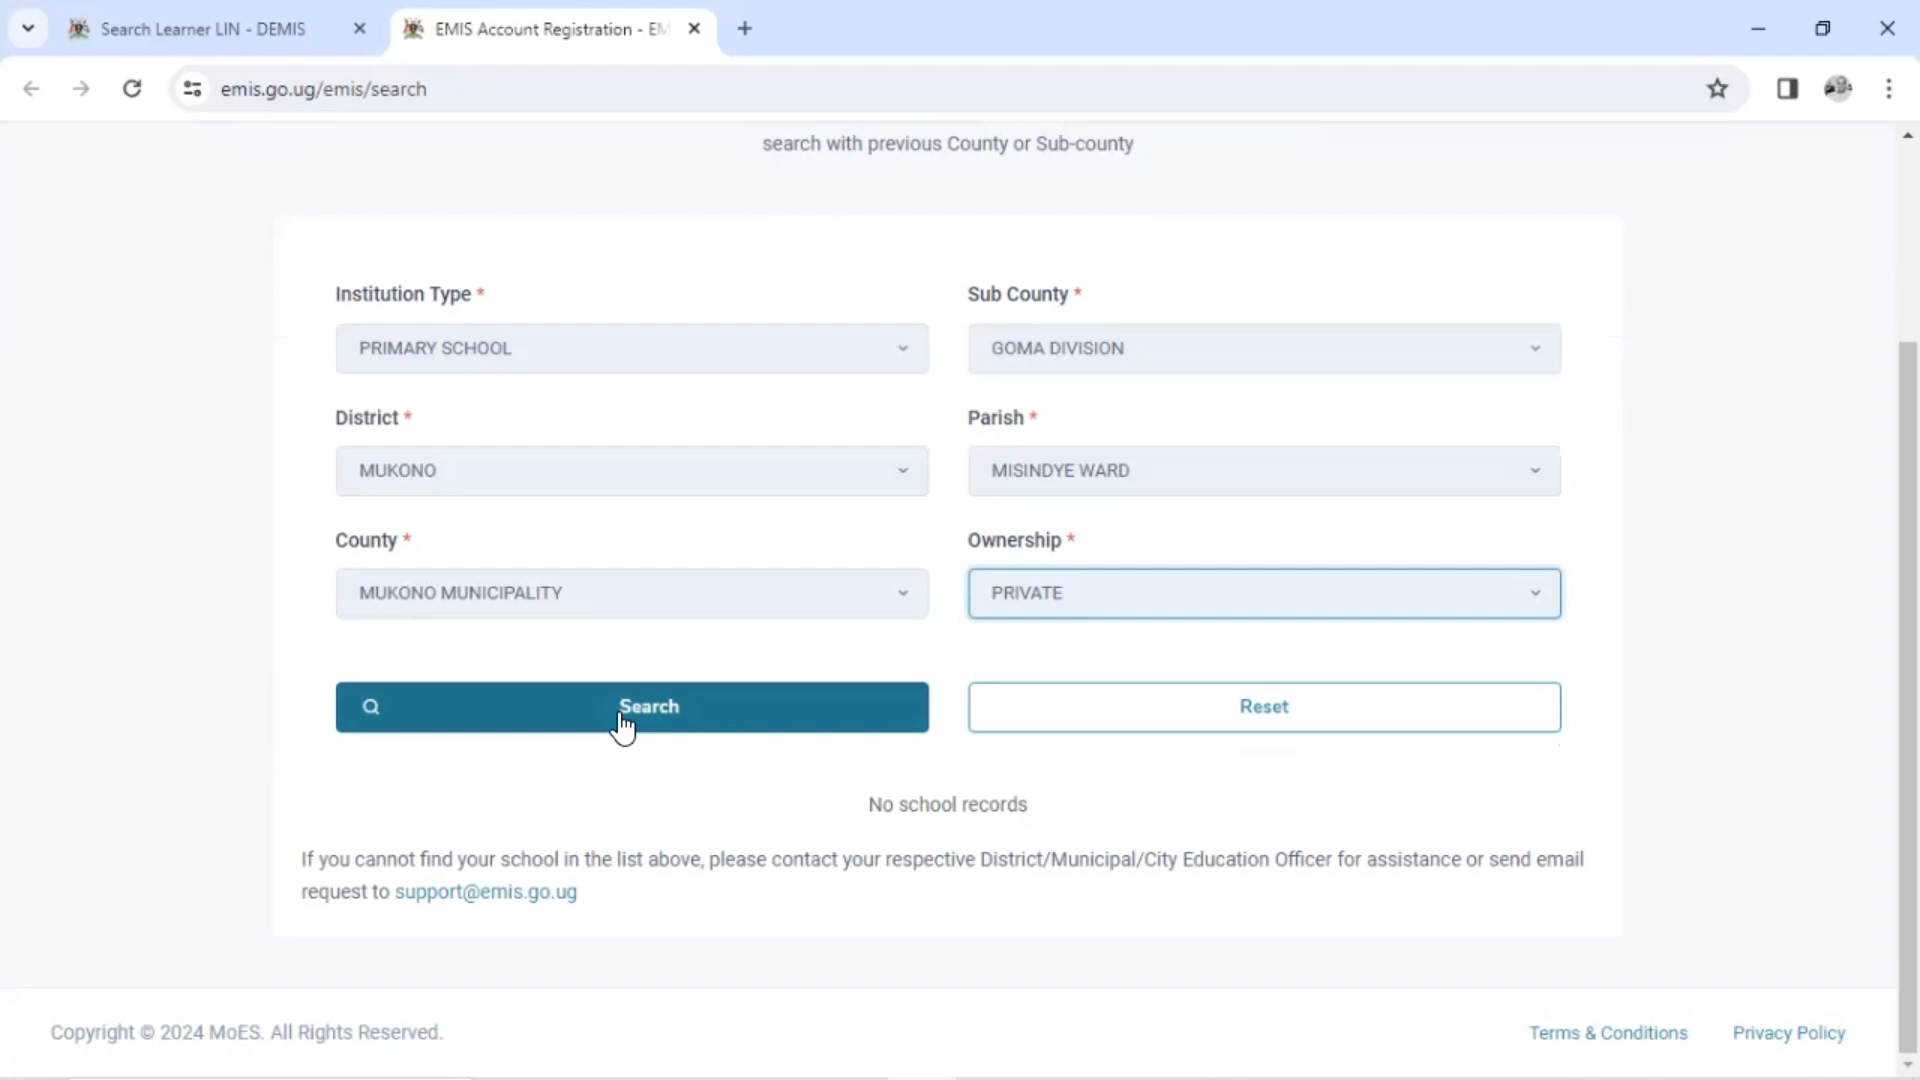 Search Learner LIN - DEMIS
EMIS Account Registration - EM
emis.go.ug/emis/search
search with previous County or Sub-county
Institution Type *
PRIMARY SCHOOL
Sub County *
GOMA DIVISION
District *
MUKONO
Parish *
MISINDYE WARD
County *
MUKONO MUNICIPALITY
Ownership *
PRIVATE
Search
Reset
No school records
If you cannot find your school in the list above, please contact your respective District/Municipal/City Education Officer for assistance or send email
request to support@emis.go.ug
Copyright © 2024 MoES. All Rights Reserved.
Terms & Conditions
Privacy Policy